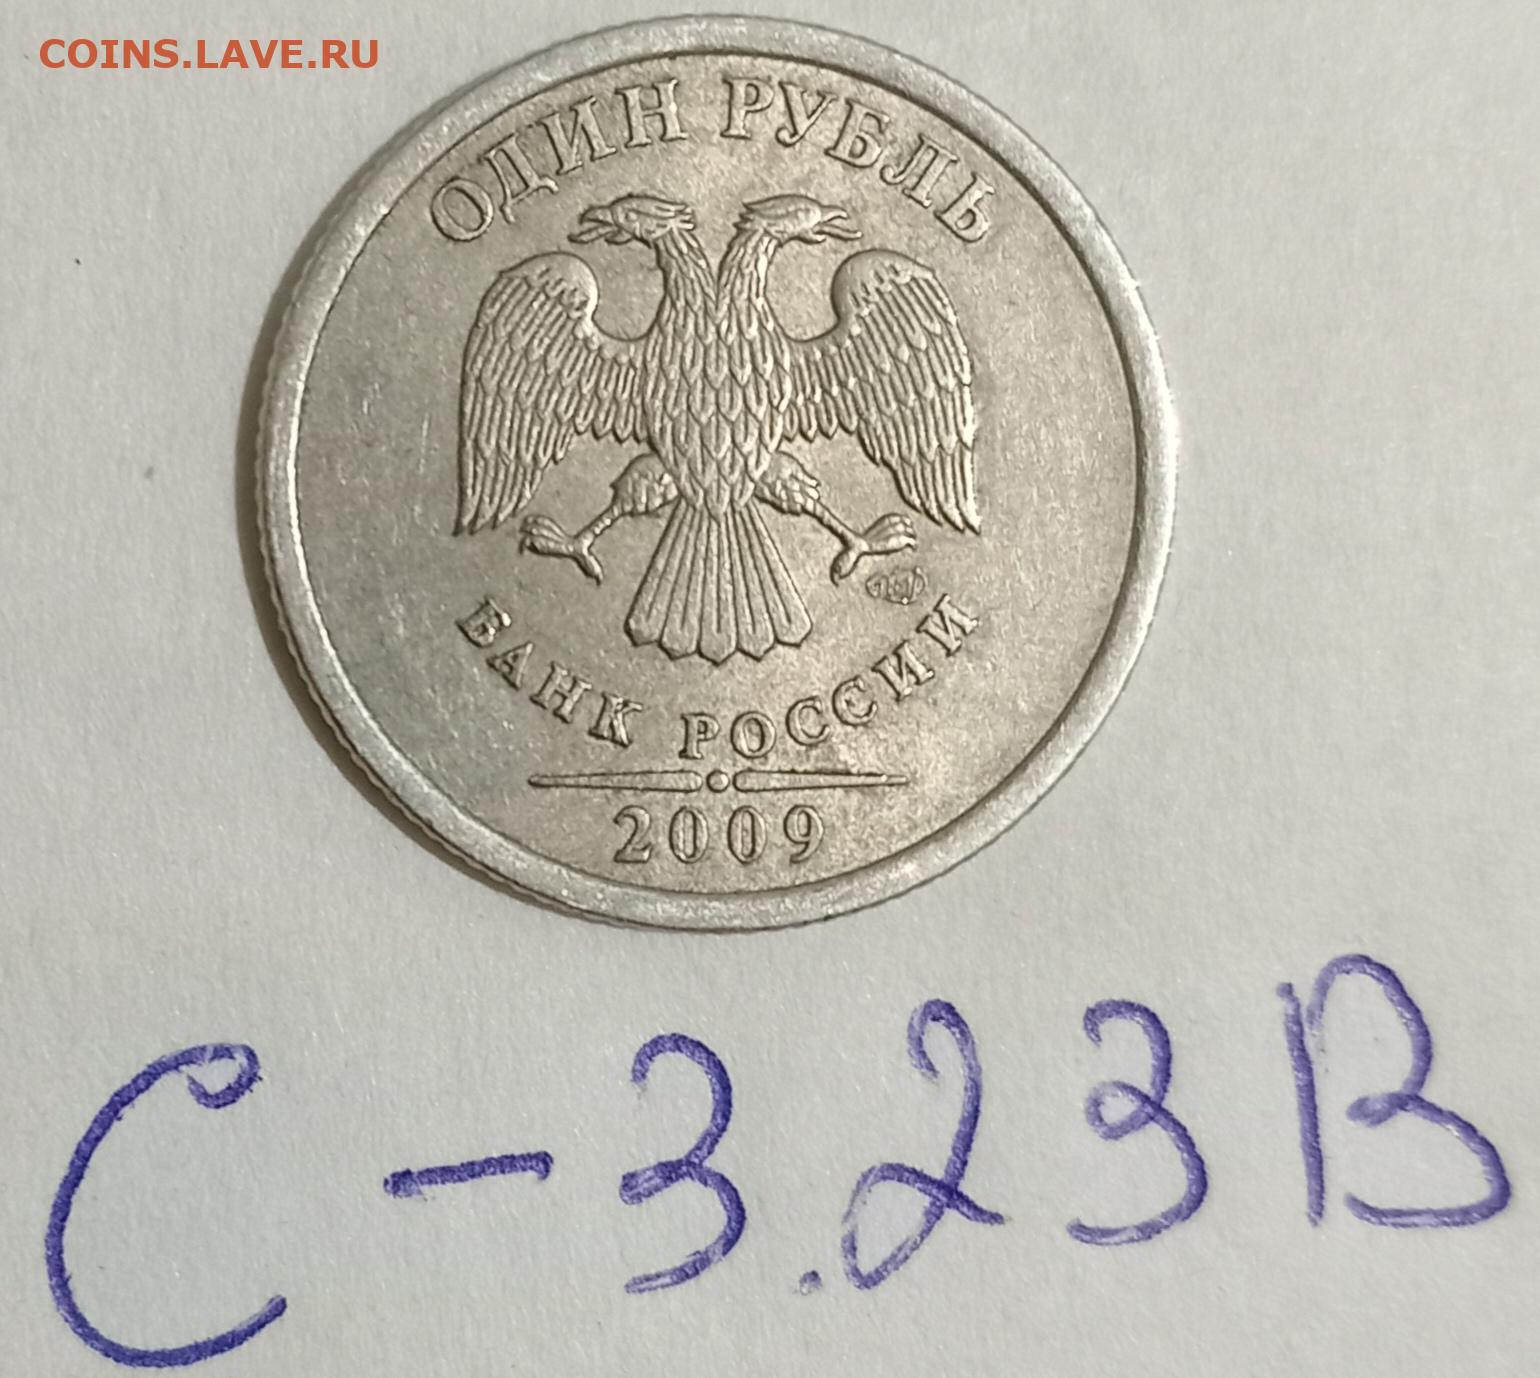 COINS.LAVE.RU
ОДИН РУБЛЬ
БАНК РОССИИ
2009
С-3.23В